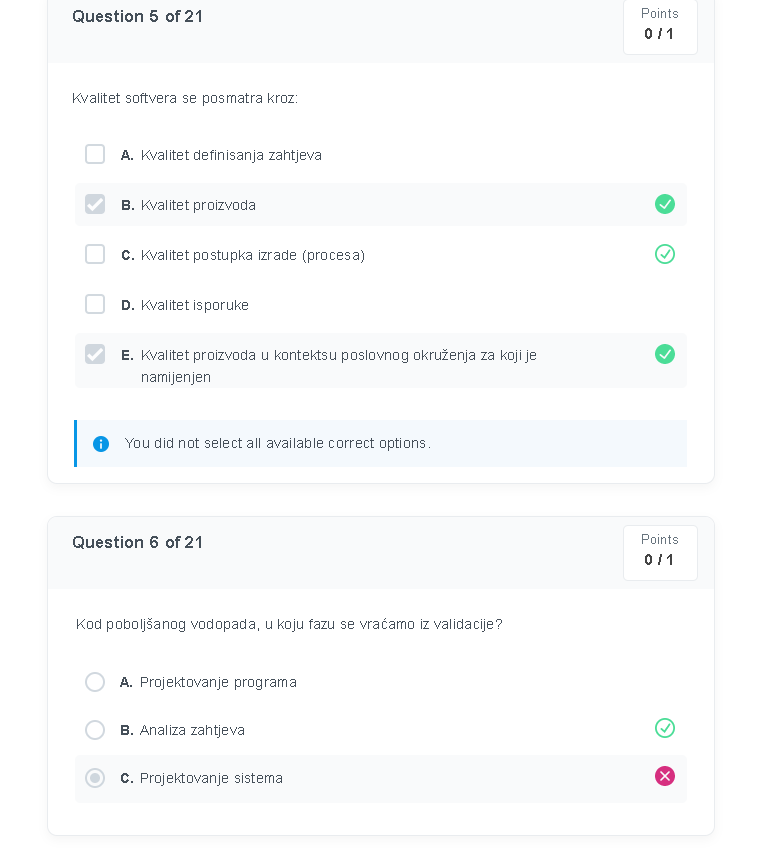 Question 5 of 21
Points
0 / 1
Kvalitet softvera se posmatra kroz:
A. Kvalitet definisanja zahtjeva
B. Kvalitet proizvoda
C. Kvalitet postupka izrade (procesa)
D. Kvalitet isporuke
E. Kvalitet proizvoda u kontektsu poslovnog okruženja za koji je
namijenjen
You did not select all available correct options.
Question 6 of 21
Points
0 / 1
Kod poboljšanog vodopada, u koju fazu se vraćamo iz validacije?
A. Projektovanje programa
B. Analiza zahtjeva
C. Projektovanje sistema